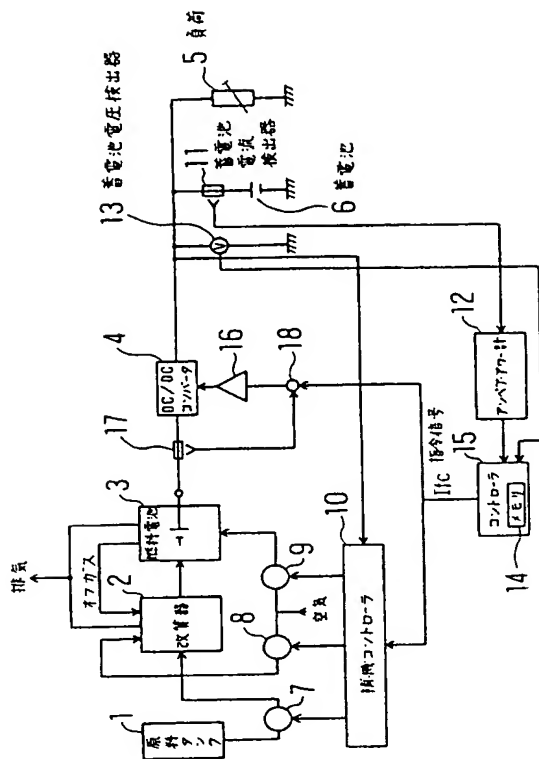 排気
オフガス
1
原料
タンク
2
改質器
3
燃料電池
17
4
DC/DC
コンバータ
16
18
13 蓄電池電圧検出器
V
11
蓄電池
電流
検出器
5 負荷
6 蓄電池
7
8
9
空気
10
補機コントローラ
Ifc 指令信号
12
アンペアアワー計
15
コントローラ
メモリ
14